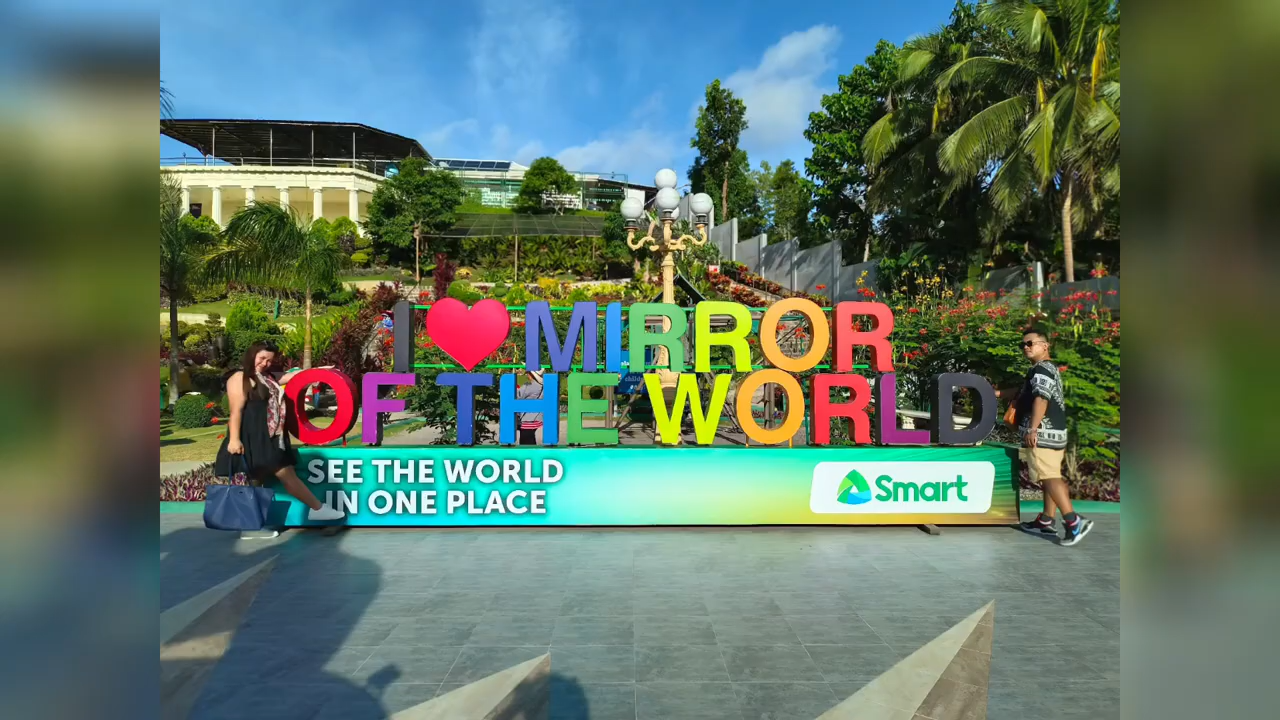 I ❤ MIRROR
OF THE WORLD
SEE THE WORLD
IN ONE PLACE
Smart